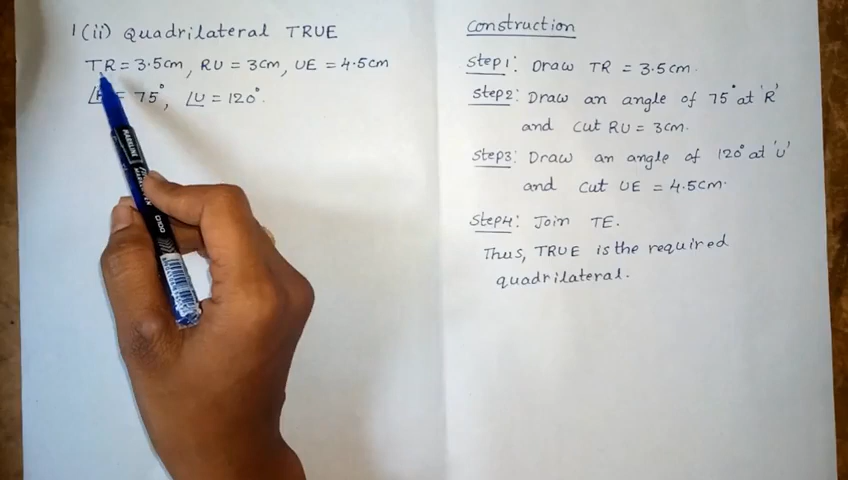 1(ii) Quadrilateral TRUE
TR = 3.5cm, RU = 3cm, UE = 4.5cm
= 75°, ∠U = 120°.
Construction
Step1: Draw TR = 3.5cm.
Step2: Draw an angle of 75° at 'R'
and cut RU = 3cm.
Step3: Draw an angle of 120° at 'U'
and cut UE = 4.5cm.
Step4: Join TE.
Thus, TRUE is the required
quadrilateral.